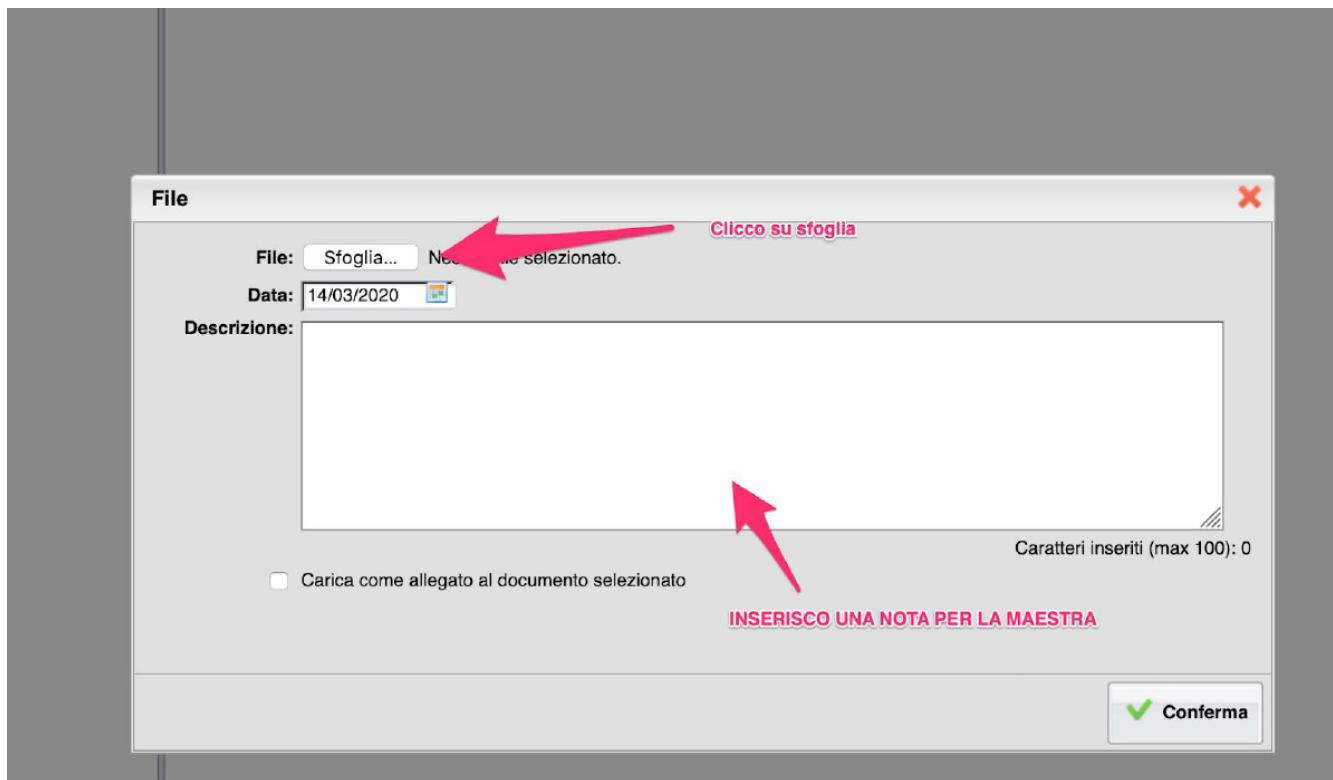 File
Clicco su sfoglia
File: Sfoglia... selezionato.
Data: 14/03/2020
Descrizione:
Caratteri inseriti (max 100): 0
Carica come allegato al documento selezionato
INSERISCO UNA NOTA PER LA MAESTRA
Conferma